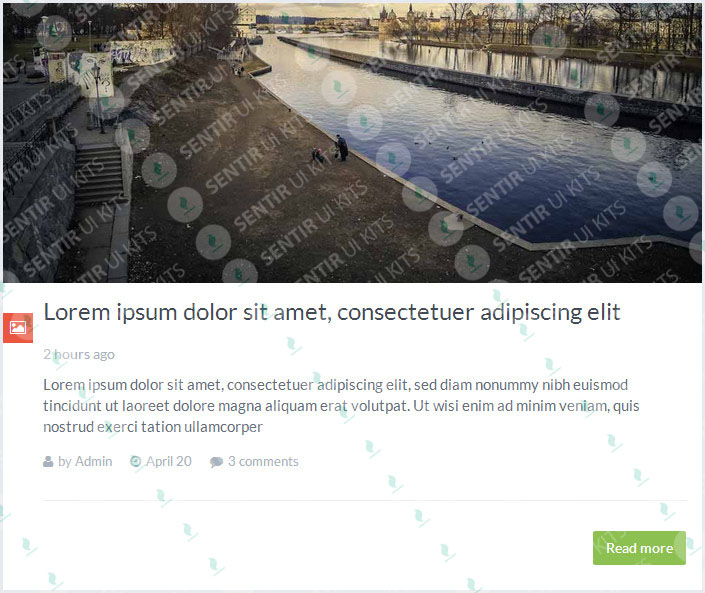 SENTIR UI KITS
Lorem ipsum dolor sit amet, consectetuer adipiscing elit
2 hours ago
Lorem ipsum dolor sit amet, consectetuer adipiscing elit, sed diam nonummy nibh euismod
tincidunt ut laoreet dolore magna aliquam erat volutpat. Ut wisi enim ad minim veniam, quis
nostrud exerci tation ullamcorper
by Admin April 20 3 comments
Read more